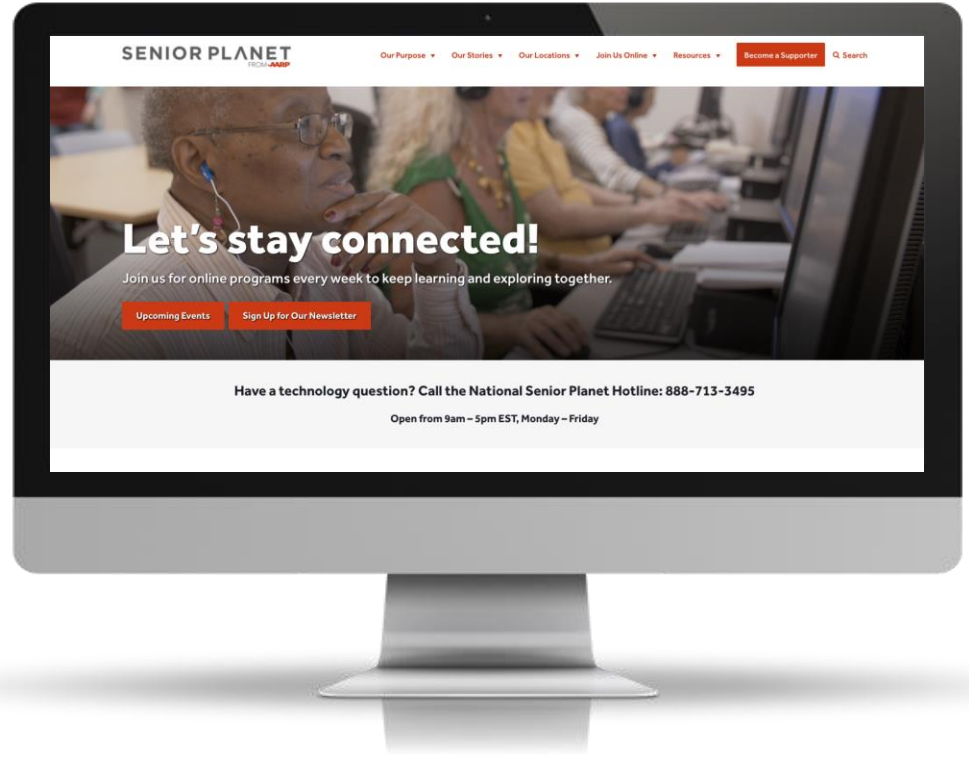 SENIOR PLANET
FROM AARP
Our Purpose Our Stories Our Locations Join Us Online Resources Become a Supporter Search
Let's stay connected!
Join us for online programs every week to keep learning and exploring together.
Upcoming Events Sign Up for Our Newsletter
Have a technology question? Call the National Senior Planet Hotline: 888-713-3495
Open from 9am – 5pm EST, Monday – Friday